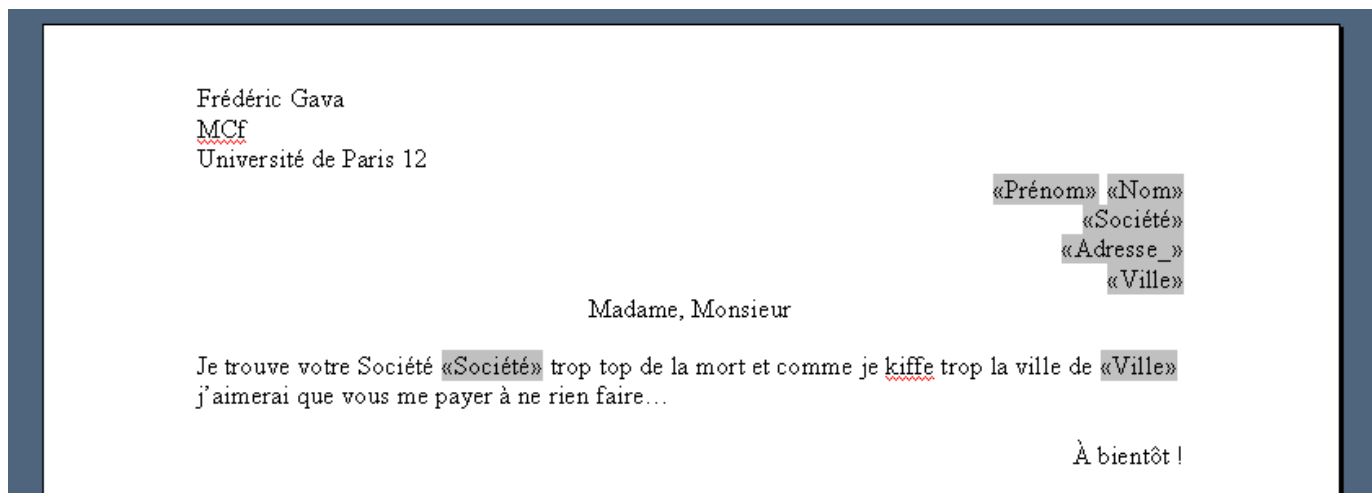 Frédéric Gava
MCf
Université de Paris 12
«Prénom» «Nom»
«Société»
«Adresse_»
«Ville»
Madame, Monsieur
Je trouve votre Société «Société» trop top de la mort et comme je kiffe trop la ville de «Ville»
j’aimerai que vous me payer à ne rien faire…
À bientôt !